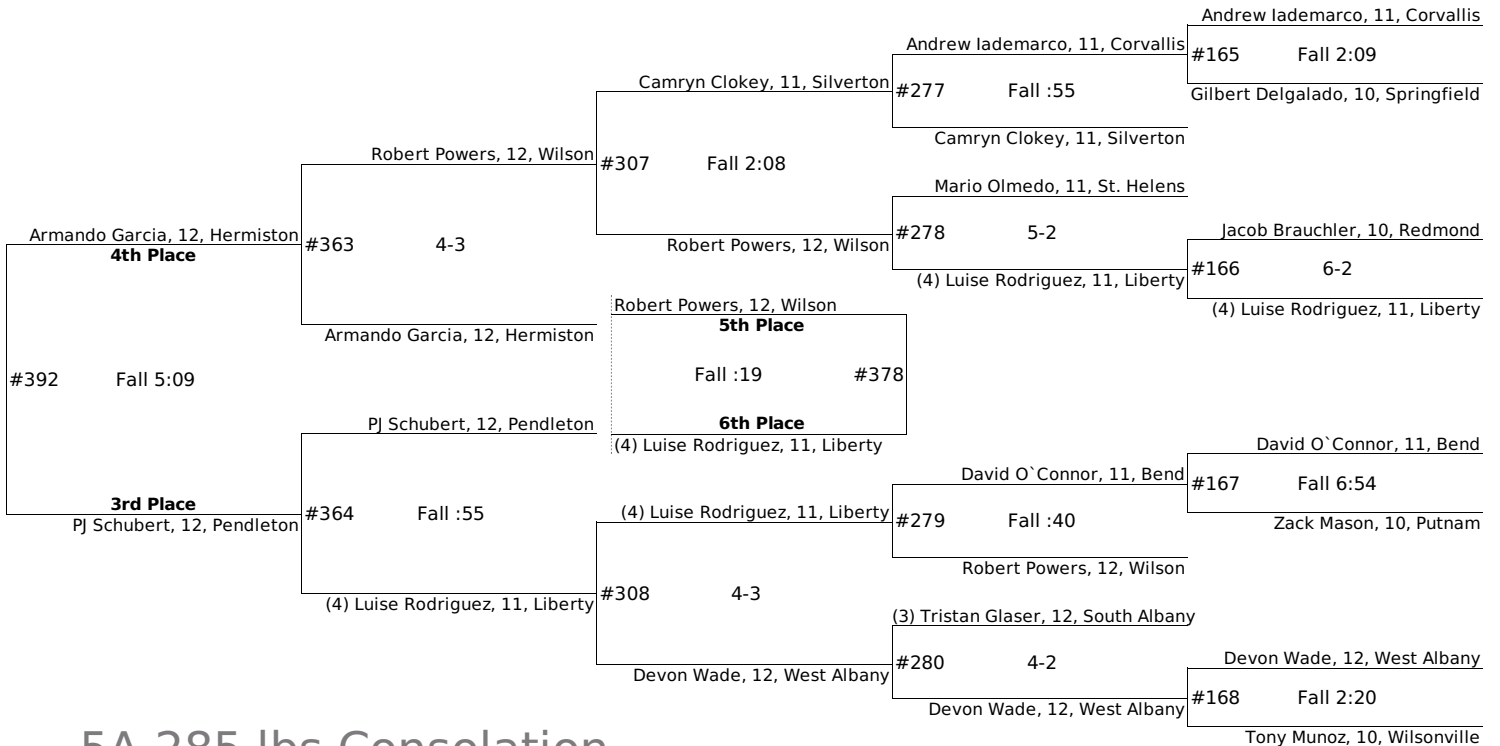 Andrew Iademarco, 11, Corvallis
Andrew Iademarco, 11, Corvallis
#165 Fall 2:09
Camryn Clokey, 11, Silverton
#277 Fall :55
Gilbert Delgalado, 10, Springfield
Camryn Clokey, 11, Silverton
Robert Powers, 12, Wilson
#307 Fall 2:08
Mario Olmedo, 11, St. Helens
Armando Garcia, 12, Hermiston
4th Place
#363 4-3
Robert Powers, 12, Wilson
#278 5-2
Jacob Brauchler, 10, Redmond
#166 6-2
(4) Luise Rodriguez, 11, Liberty
(4) Luise Rodriguez, 11, Liberty
Robert Powers, 12, Wilson
5th Place
Armando Garcia, 12, Hermiston
#392 Fall 5:09
Fall :19 #378
6th Place
(4) Luise Rodriguez, 11, Liberty
PJ Schubert, 12, Pendleton
David O`Connor, 11, Bend
David O`Connor, 11, Bend
#167 Fall 6:54
3rd Place
PJ Schubert, 12, Pendleton
#364 Fall :55
(4) Luise Rodriguez, 11, Liberty
#279 Fall :40
Zack Mason, 10, Putnam
Robert Powers, 12, Wilson
(4) Luise Rodriguez, 11, Liberty
#308 4-3
(3) Tristan Glaser, 12, South Albany
Devon Wade, 12, West Albany
#280 4-2
Devon Wade, 12, West Albany
#168 Fall 2:20
Devon Wade, 12, West Albany
Tony Munoz, 10, Wilsonville
5A 285 lbs Consolation